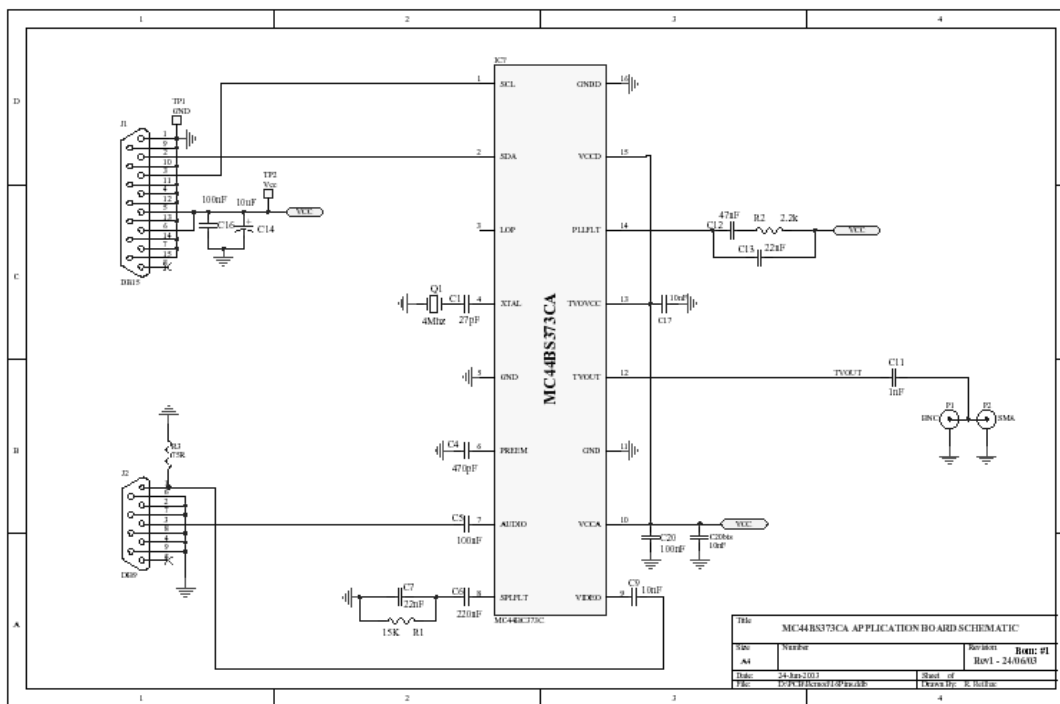 1 2 3 4
D
C
B
A
IC7
1 SCL
2 SDA
3 LOP
4 XTAL
5 GND
6 PREEM
7 AUDIO
8 SPLFLT
GNDD 16
VCCD 15
PLLFLT 14
TVOVCC 13
TVOUT 12
GND 11
VCCA 10
VIDEO 9
MC44BS373CA
MC44BC373C
TP1
GND
J1
1
9
2
10
3
11
4
12
5
13
6
14
7
15
8
DB15
TP2
Vcc
100nF 10uF
C16 C14
VCC
Q1
4Mhz
C1
27pF
C4
470pF
R3
75R
J2
1
6
2
7
3
8
4
9
5
DB9
C5
100nF
C7
22nF
C6
220nF
15K R1
47nF R2 2.2k
C12
C13 22nF
VCC
10nF
C17
TVOUT
C11
1nF
P1 P2
BNC SMA
VCC
C20
100nF
C20bis
10nF
C9
10nF
Title
MC44BS373CA APPLICATION BOARD SCHEMATIC
Size
A4
Number
Revision
Bom: #1
Rev1 - 24/06/03
Date: 24-Jun-2003
Sheet of
File:
Drawn By:
1 2 3 4